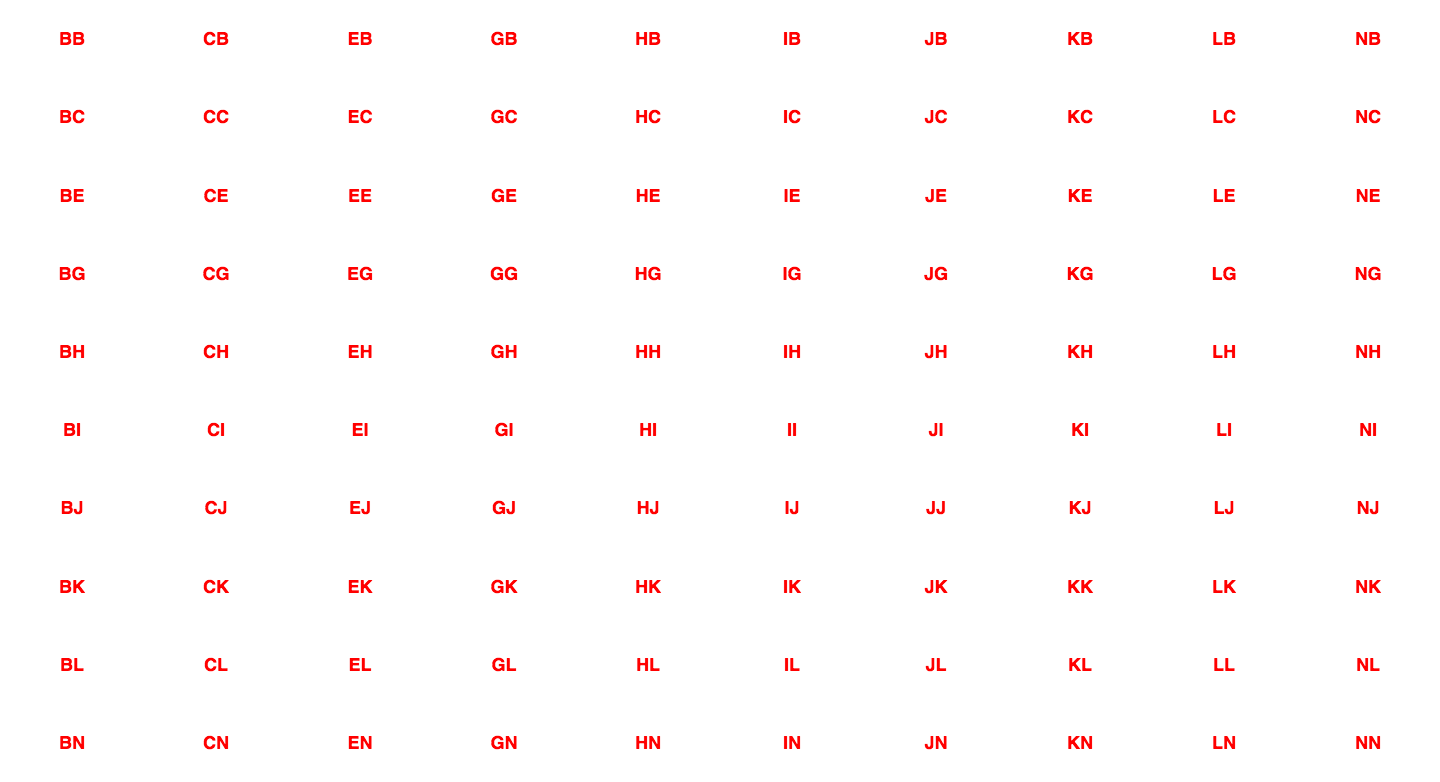 BB CB EB GB HB IB JB KB LB NB
BC CC EC GC HC IC JC KC LC NC
BE CE EE GE HE IE JE KE LE NE
BG CG EG GG HG IG JG KG LG NG
BH CH EH GH HH IH JH KH LH NH
BI CI EI GI HI II JI KI LI NI
BJ CJ EJ GJ HJ IJ JJ KJ LJ NJ
BK CK EK GK HK IK JK KK LK NK
BL CL EL GL HL IL JL KL LL NL
BN CN EN GN HN IN JN KN LN NN